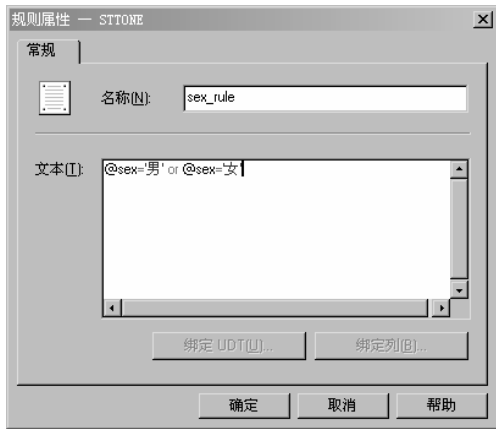 规则属性 — STTONE
常规
名称(N): sex_rule
文本(T): @sex='男' or @sex='女'
绑定 UDT(U)... 绑定列(B)...
确定 取消 帮助